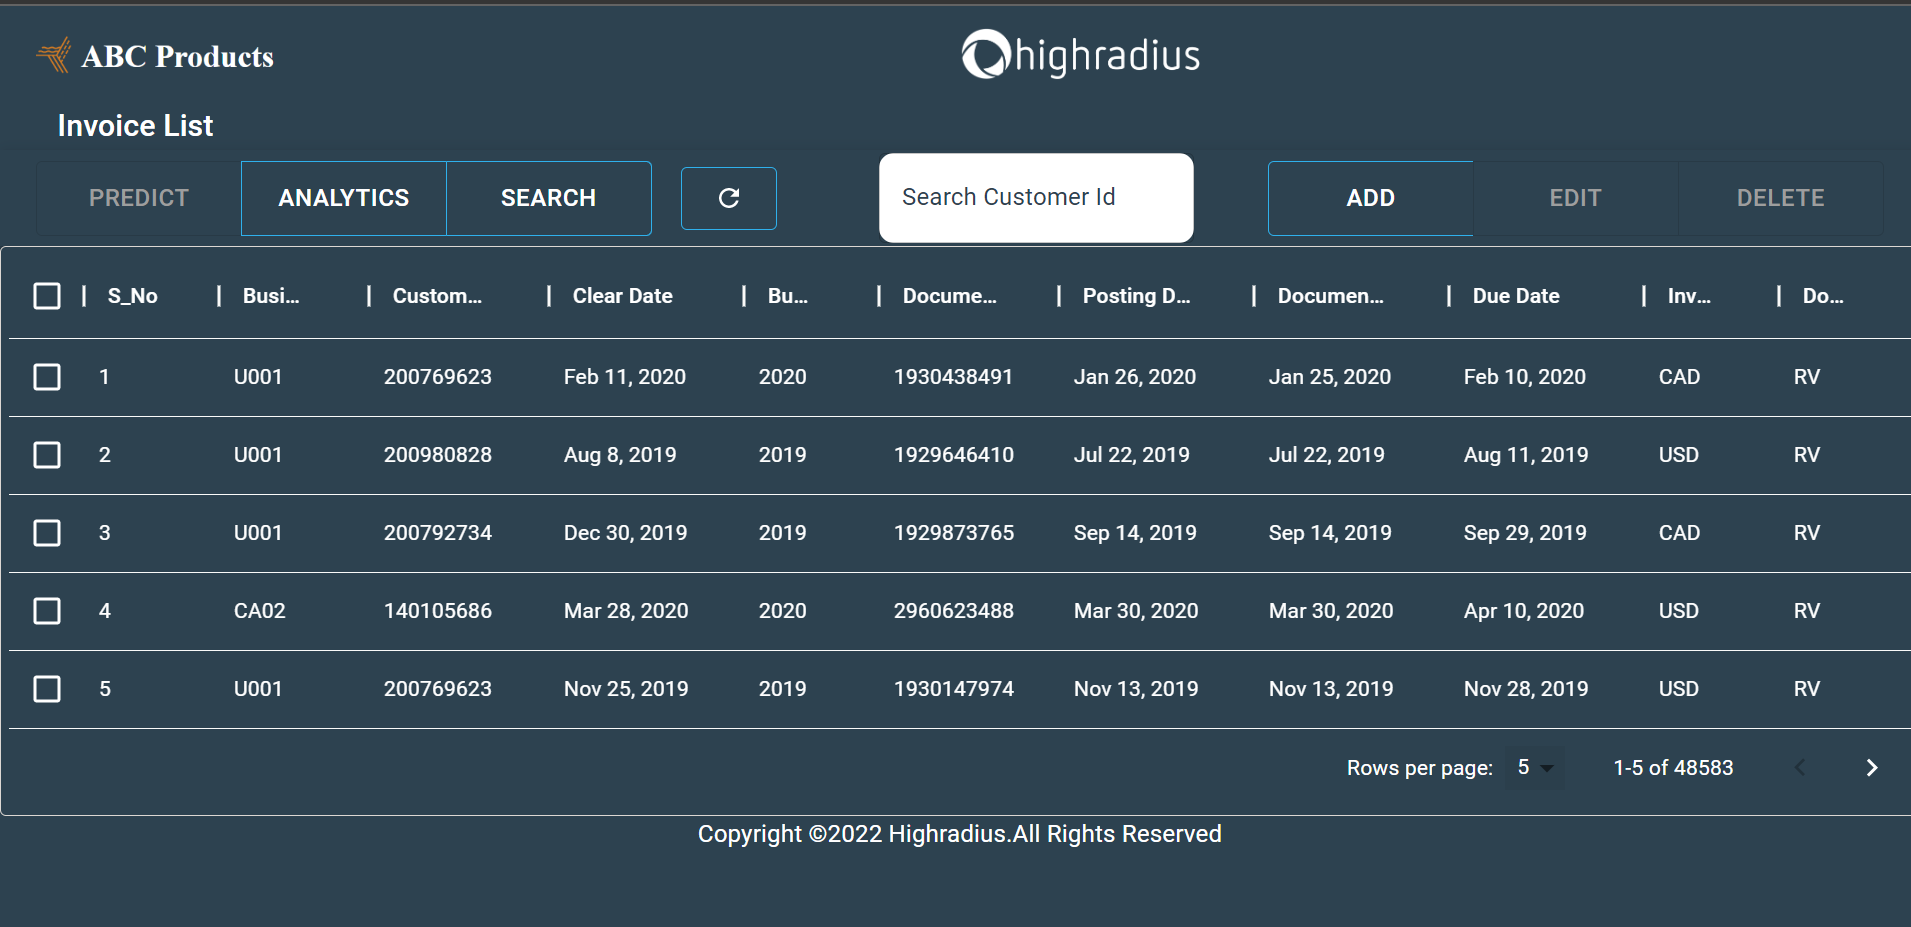 ABC Products highradius
Invoice List
PREDICT ANALYTICS SEARCH Search Customer Id ADD EDIT DELETE
S_No Busi... Custom... Clear Date Bu... Docume... Posting D... Documen... Due Date Inv... Do...
1 U001 200769623 Feb 11, 2020 2020 1930438491 Jan 26, 2020 Jan 25, 2020 Feb 10, 2020 CAD RV
2 U001 200980828 Aug 8, 2019 2019 1929646410 Jul 22, 2019 Jul 22, 2019 Aug 11, 2019 USD RV
3 U001 200792734 Dec 30, 2019 2019 1929873765 Sep 14, 2019 Sep 14, 2019 Sep 29, 2019 CAD RV
4 CA02 140105686 Mar 28, 2020 2020 2960623488 Mar 30, 2020 Mar 30, 2020 Apr 10, 2020 USD RV
5 U001 200769623 Nov 25, 2019 2019 1930147974 Nov 13, 2019 Nov 13, 2019 Nov 28, 2019 USD RV
Rows per page: 5 1-5 of 48583
Copyright ©2022 Highradius.All Rights Reserved